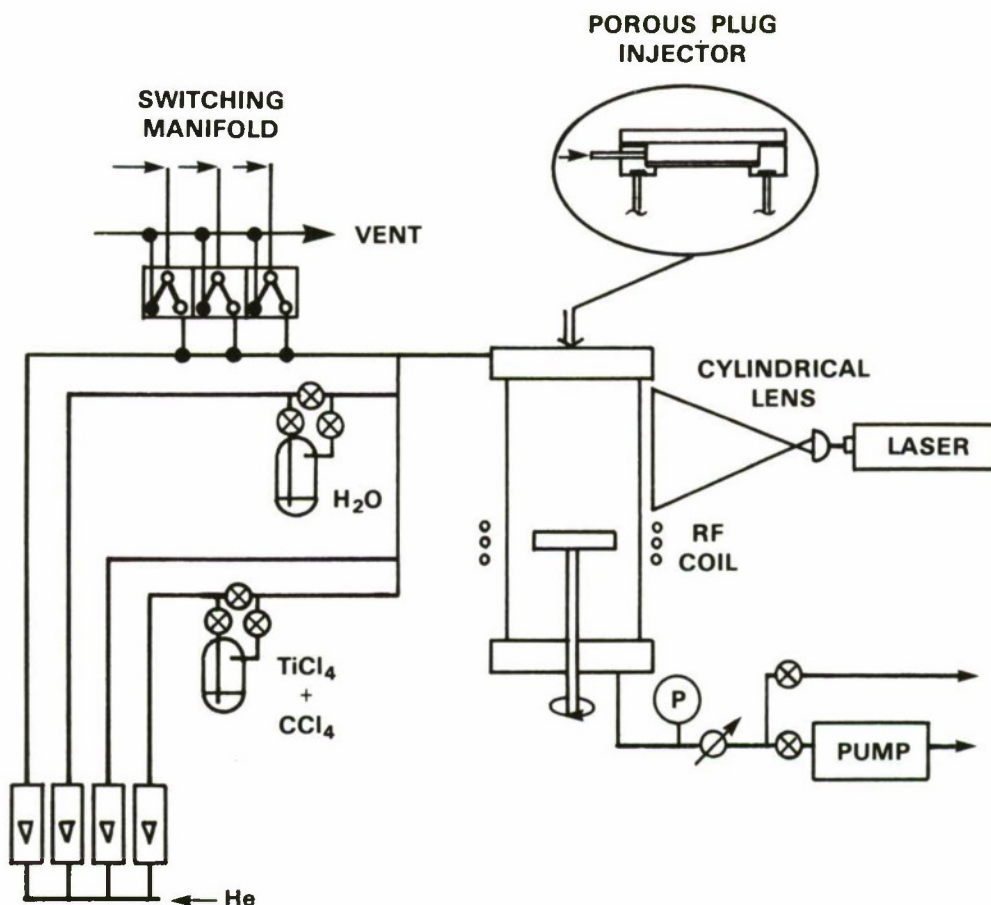 POROUS PLUG
INJECTOR
SWITCHING
MANIFOLD
VENT
CYLINDRICAL
LENS
LASER
H₂O
RF
COIL
TiCl₄
+
CCl₄
P
PUMP
He